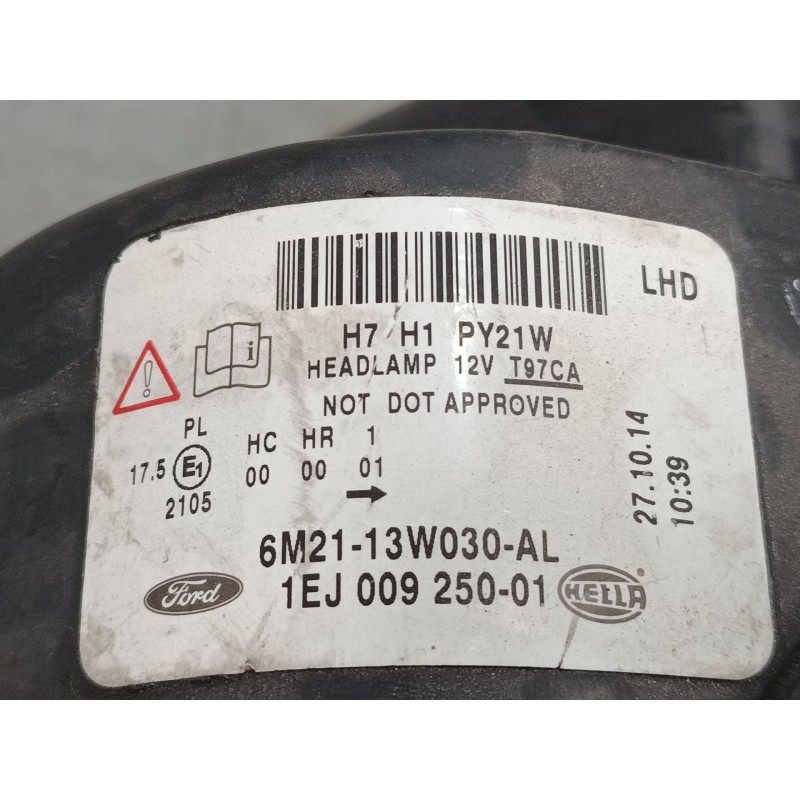 LHD
H7 H1 PY21W
HEADLAMP 12V T97CA
NOT DOT APPROVED
i
!
PL
HC HR 1
17.5 E1 00 00 01
2105
27.10.14
10:39
6M21-13W030-AL
Ford 1EJ 009 250-01 HELLA ®